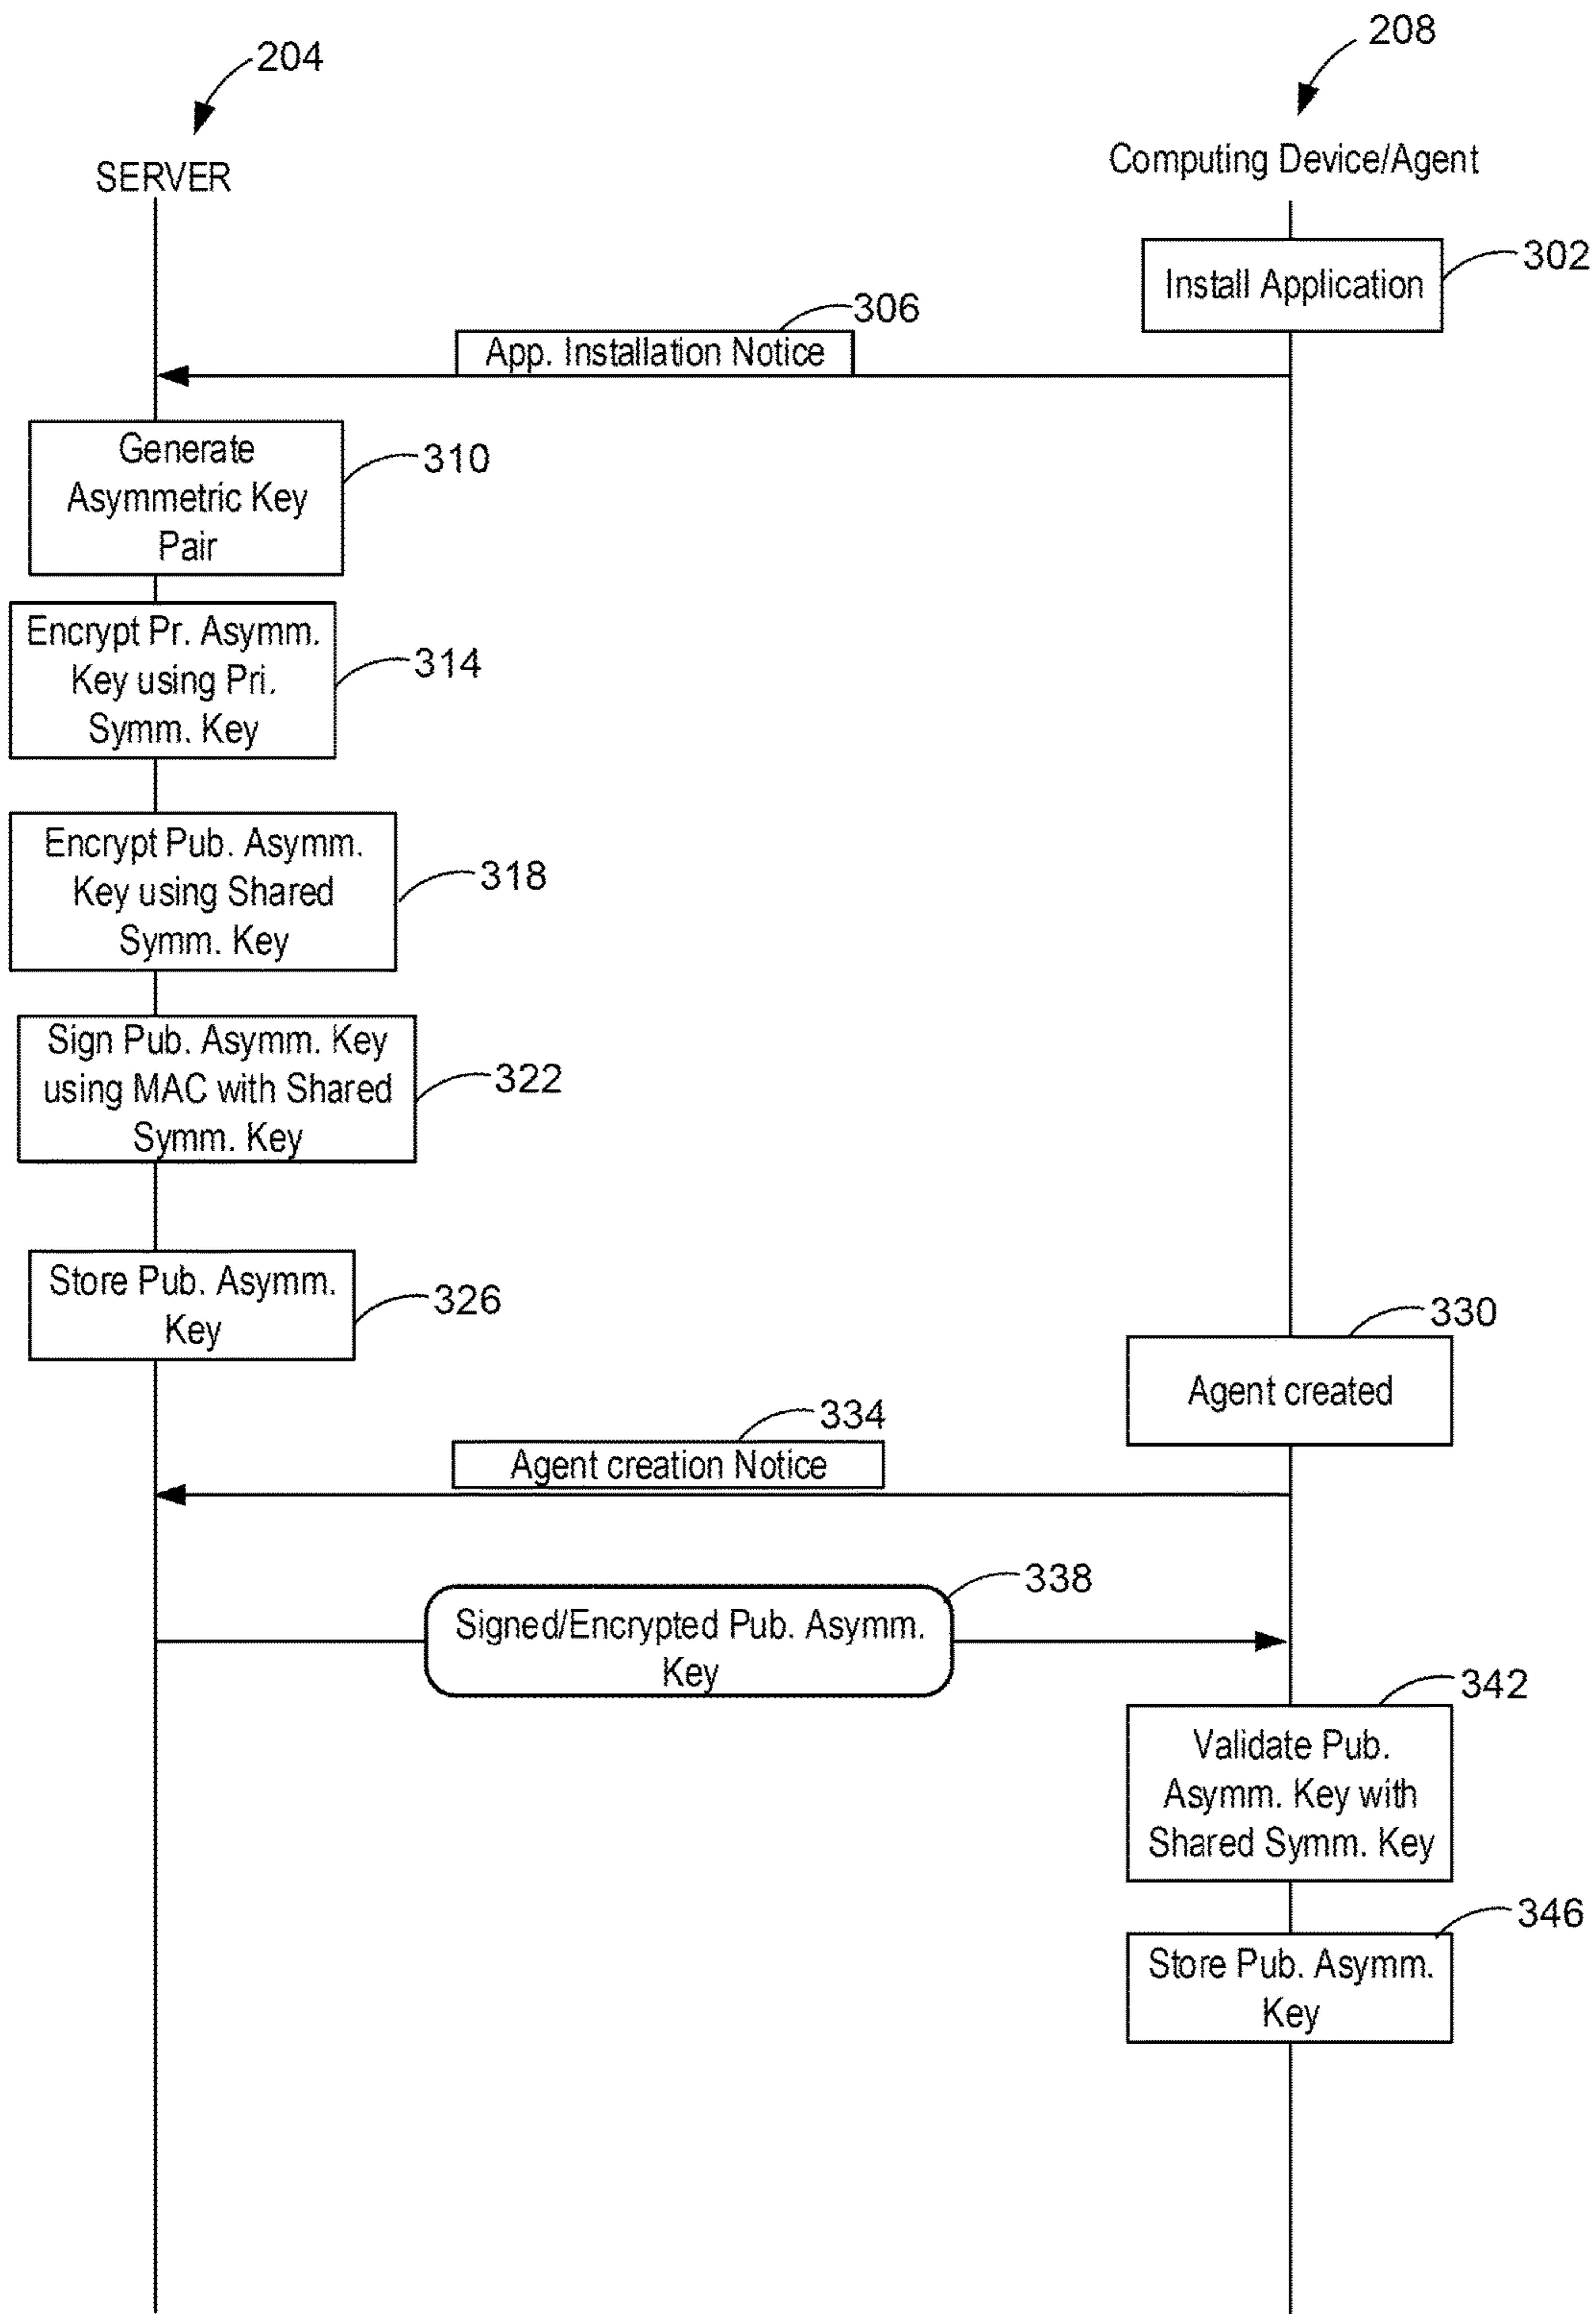 204
208
SERVER
Computing Device/Agent
302
Install Application
306
App. Installation Notice
Generate
Asymmetric Key
Pair
310
Encrypt Pr. Asymm.
Key using Pri.
Symm. Key
314
Encrypt Pub. Asymm.
Key using Shared
Symm. Key
318
Sign Pub. Asymm. Key
using MAC with Shared
Symm. Key
322
Store Pub. Asymm.
Key
326
330
Agent created
334
Agent creation Notice
338
Signed/Encrypted Pub. Asymm.
Key
342
Validate Pub.
Asymm. Key with
Shared Symm. Key
346
Store Pub. Asymm.
Key